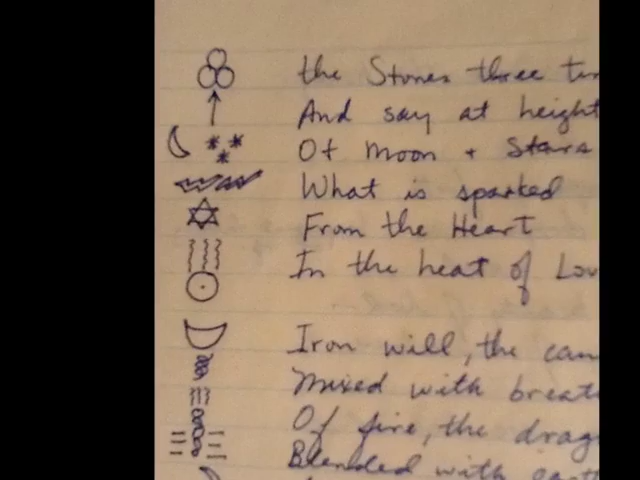 the Stones three
And say at height
Of Moon + Stars
What is sparked
From the Heart
In the heat of
Iron will, the
Mixed with
Of fire, the
Blended with